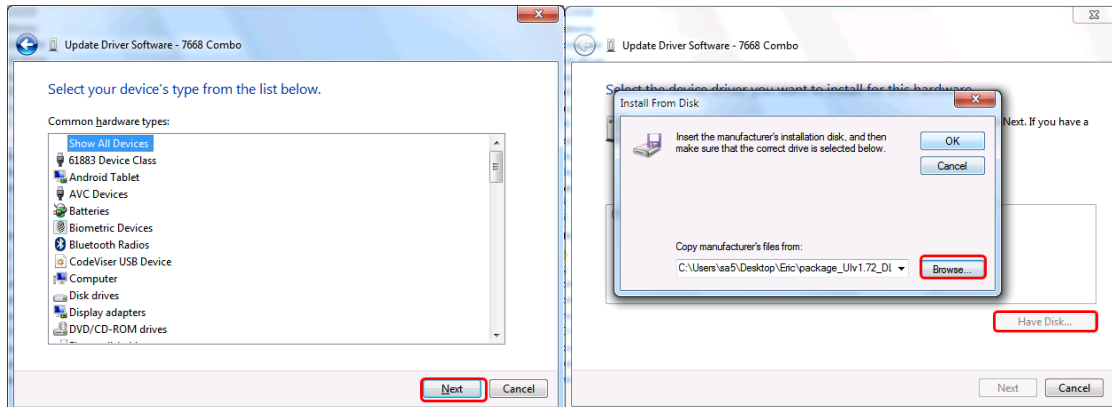 Update Driver Software - 7668 Combo
Select your device's type from the list below.
Common hardware types:
Show All Devices
61883 Device Class
Android Tablet
AVC Devices
Batteries
Biometric Devices
Bluetooth Radios
CodeViser USB Device
Computer
Disk drives
Display adapters
DVD/CD-ROM drives
Next
Cancel
Update Driver Software - 7668 Combo
Select the device driver you want to install for this hardware.
Install From Disk
Next. If you have a
Insert the manufacturer's installation disk, and then
make sure that the correct drive is selected below.
OK
Cancel
Copy manufacturer's files from:
C:\Users\sa5\Desktop\Eric\package_UIv1.72_DL
Browse...
Have Disk...
Next
Cancel